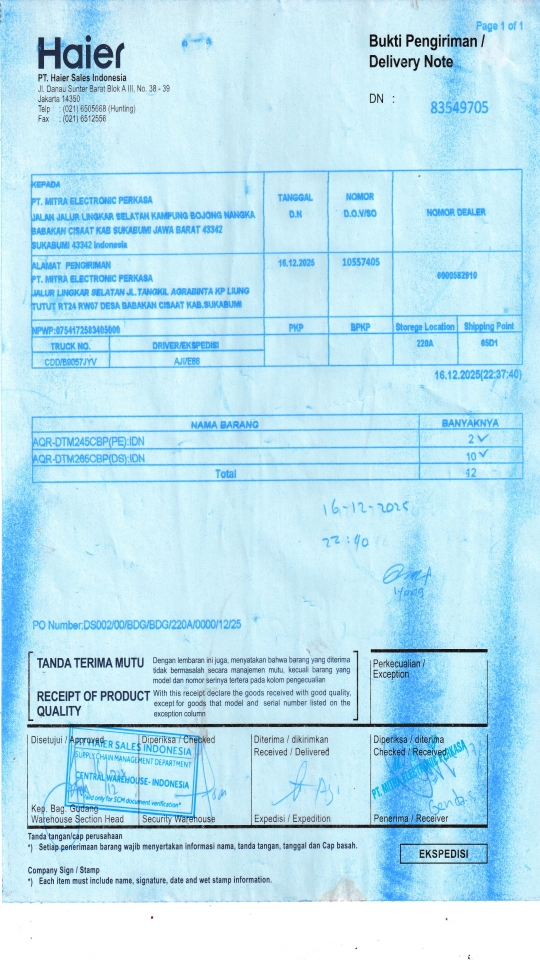 Page 1 of 1
Haier
PT. Haier Sales Indonesia
Jl. Danau Sunter Barat Blok A III, No. 38 - 39
Jakarta 14350
Telp : (021) 6505668 (Hunting)
Fax : (021) 6512556
Bukti Pengiriman /
Delivery Note
DN : 83549705
KEPADA
PT. MITRA ELECTRONIC PERKASA
JALAN JALUR LINGKAR SELATAN KAMPUNG BOJONG NANGKA
BABAKAN CISAAT KAB SUKABUMI JAWA BARAT 43342
SUKABUMI 43342 Indonesia
TANGGAL
D.N
NOMOR
D.O.V/SO
NOMOR DEALER
ALAMAT PENGIRIMAN
PT. MITRA ELECTRONIC PERKASA
JALUR LINGKAR SELATAN JL.TANGKIL AGRABINTA KP LIUNG
TUTUT RT24 RW07 DESA BABAKAN CISAAT KAB.SUKABUMI
16.12.2025
10557405
NPWP:0754172583405000
PKP
BPKP
Storege Location
Shipping Point
TRUCK NO.
DRIVER/EKSPEDISI
220A
65D1
16.12.2025(22:37:40)
NAMA BARANG
BANYAKNYA
AQR-DTM245CBP(PE):IDN
2 ✓
AQR-DTM265CBP(DS):IDN
10 ✓
Total
12
16-12-2025
22:40
PO Number:DS002/00/BDG/BDG/220A/0000/12/25
TANDA TERIMA MUTU
Dengan lembaran ini juga, menyatakan bahwa barang yang diterima
tidak bermasalah secara manajemen mutu, kecuali barang yang
model dan nomor serinya tertera pada kolom pengecualian
RECEIPT OF PRODUCT
QUALITY
With this receipt declare the goods received with good quality,
except for goods that model and serial number listed on the
exception column
Perkecualian /
Exception
Disetujui / Approved
Diperiksa / Checked
Diterima / dikirimkan
Received / Delivered
Diperiksa / diterima
Checked / Received
PT HAIER SALES INDONESIA
SUPPLY CHAIN MANAGEMENT DEPARTMENT
CENTRAL WAREHOUSE- INDONESIA
*Valid only for SCM document verification*
PT. MITRA ELECTRONIC PERKASA
Kep. Bag. Gudang
Warehouse Section Head
Security Warehouse
Expedisi / Expedition
Penerima / Receiver
Tanda tangan/cap perusahaan
*) Setiap penerimaan barang wajib menyertakan informasi nama, tanda tangan, tanggal dan Cap basah.
EKSPEDISI
Company Sign / Stamp
*) Each item must include name, signature, date and wet stamp information.